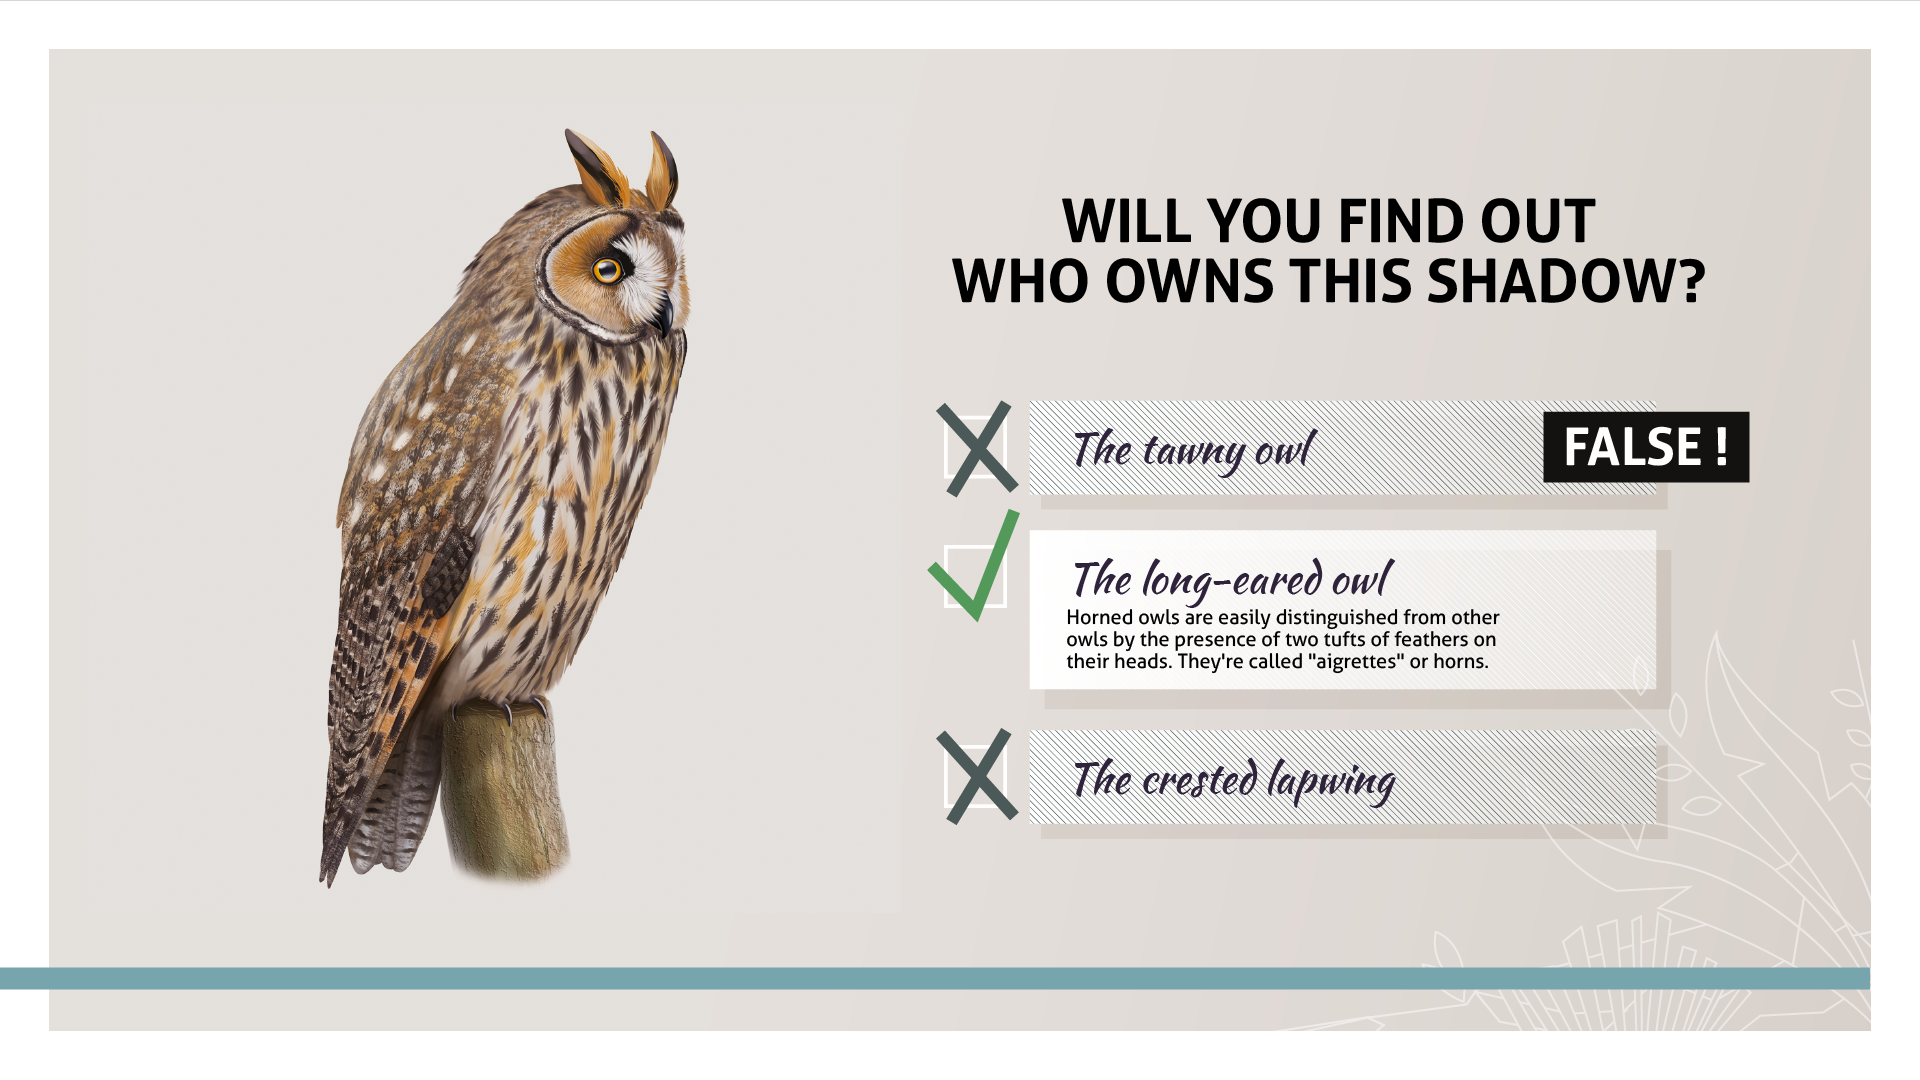 WILL YOU FIND OUT
WHO OWNS THIS SHADOW?
The tawny owl
FALSE !
The long-eared owl
Horned owls are easily distinguished from other
owls by the presence of two tufts of feathers on
their heads. They're called "aigrettes" or horns.
The crested lapwing